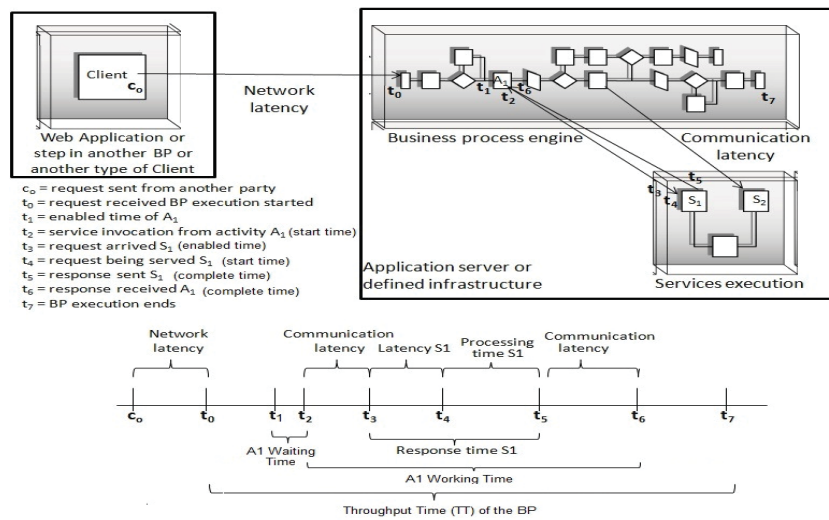 Client
c₀
Web Application or
step in another BP or
another type of Client
Network
latency
t₀
t₁
A₁
t₂
t₆
t₇
Business process engine
Communication
latency
t₅
t₃
t₄
S₁
S₂
Application server or
defined infrastructure
Services execution
c₀ = request sent from another party
t₀ = request received BP execution started
t₁ = enabled time of A₁
t₂ = service invocation from activity A₁ (start time)
t₃ = request arrived S₁ (enabled time)
t₄ = request being served S₁ (start time)
t₅ = response sent S₁ (complete time)
t₆ = response received A₁ (complete time)
t₇ = BP execution ends
Network
latency
Communication
latency
Latency S1
Processing
time S1
Communication
latency
c₀
t₀
t₁
t₂
t₃
t₄
t₅
t₆
t₇
A1 Waiting
Time
Response time S1
A1 Working Time
Throughput Time (TT) of the BP